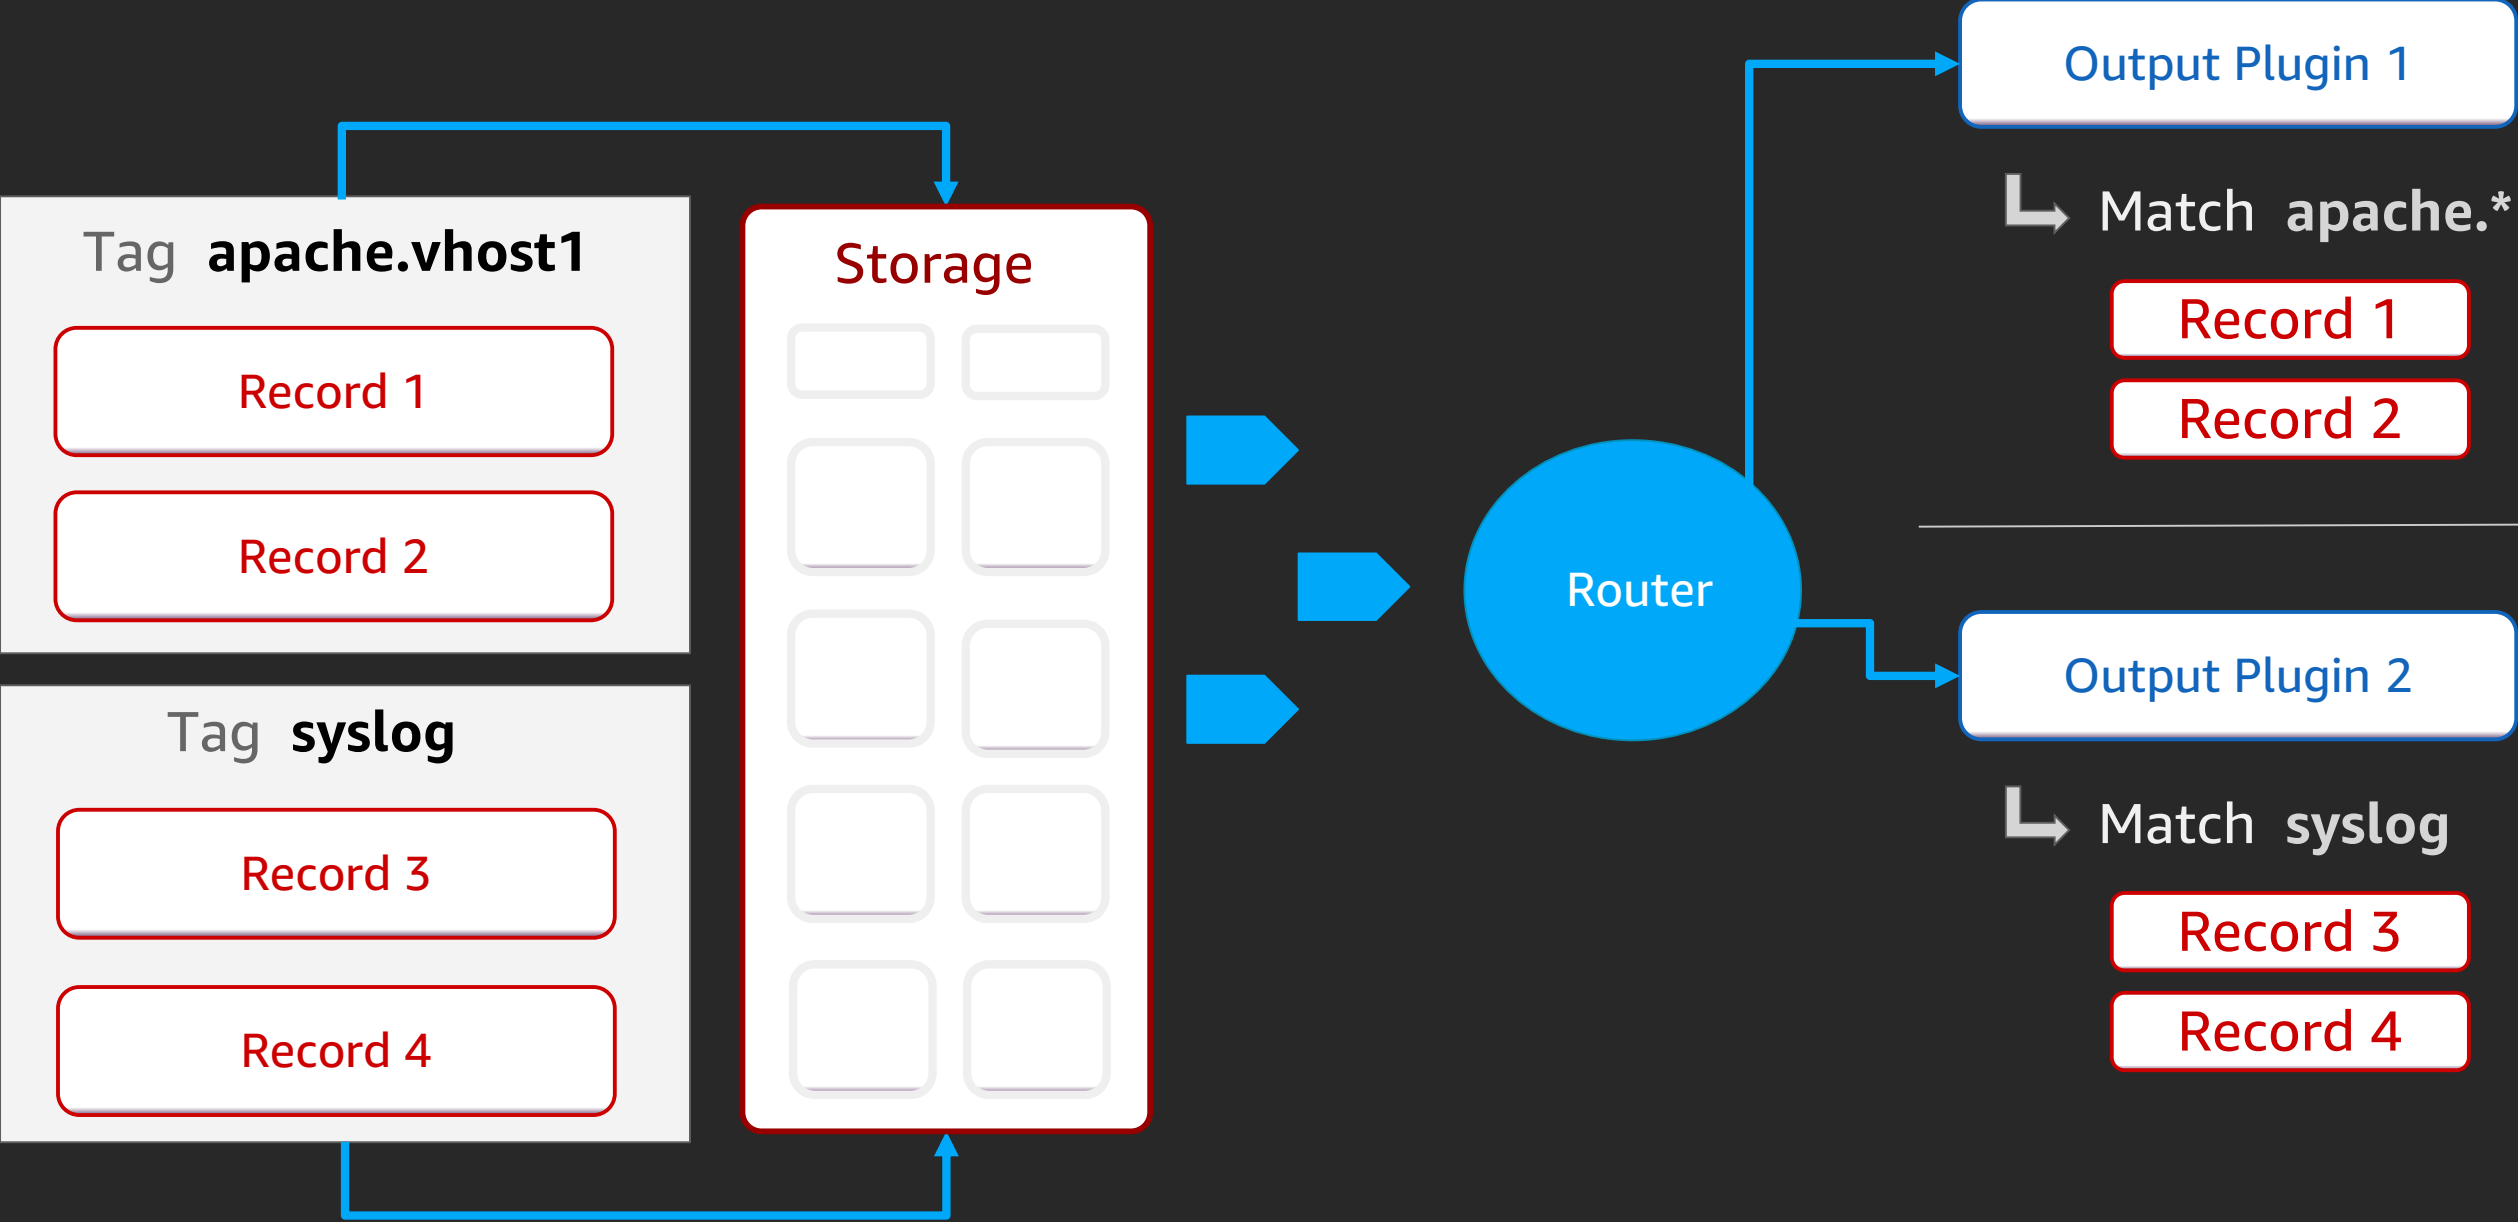 Tag apache.vhost1
Record 1
Record 2
Tag syslog
Record 3
Record 4
Storage
Router
Output Plugin 1
Match apache.*
Record 1
Record 2
Output Plugin 2
Match syslog
Record 3
Record 4